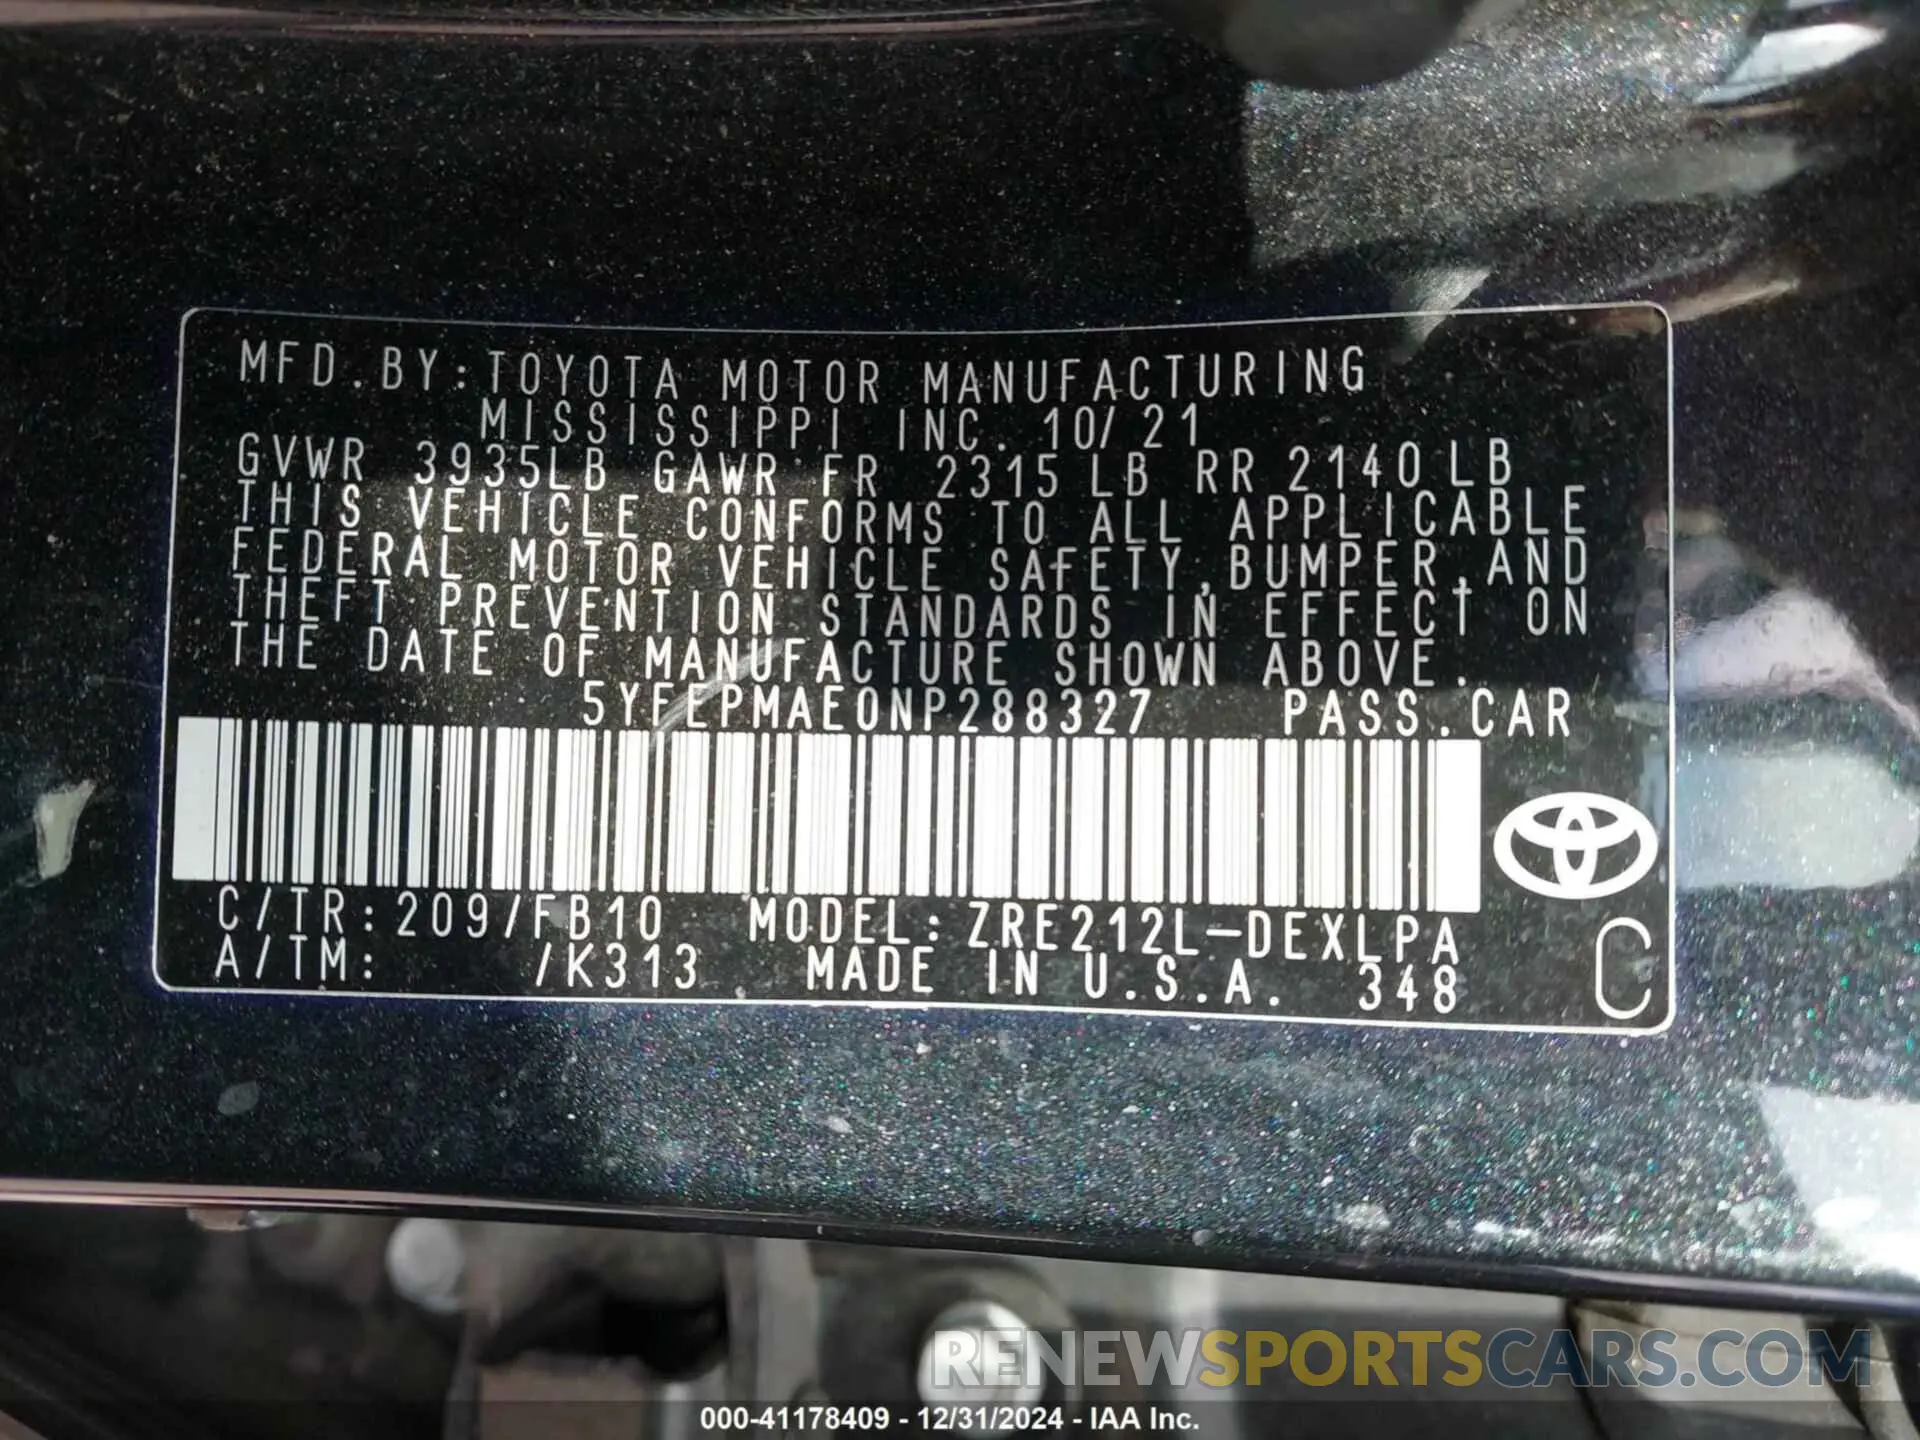 MFD.BY:TOYOTA MOTOR MANUFACTURING
MISSISSIPPI INC. 10/21
GVWR 3935LB GAWR FR 2315LB RR 2140LB
THIS VEHICLE CONFORMS TO ALL APPLICABLE
FEDERAL MOTOR VEHICLE SAFETY,BUMPER,AND
THEFT PREVENTION STANDARDS IN EFFECT ON
THE DATE OF MANUFACTURE SHOWN ABOVE.
5YFEPMAE0NP288327 PASS.CAR
C/TR:209/FB10 MODEL:ZRE212L-DEXLPA
A/TM: /K313 MADE IN U.S.A. 348
C
RENEWSPORTSCARS.COM
000-41178409 - 12/31/2024 - IAA Inc.